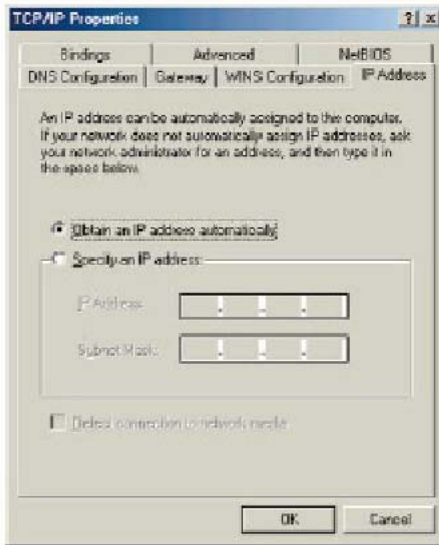 TCP/IP Properties
? x
Bindings
Advanced
NetBIOS
DNS Configuration
Gateway
WINS Configuration
IP Address
An IP address can be automatically assigned to this computer.
If your network does not automatically assign IP addresses, ask
your network administrator for an address, and then type it in
the space below.
Obtain an IP address automatically
Specify an IP address:
IP Address:
Subnet Mask:
Detect connection to network media
OK
Cancel